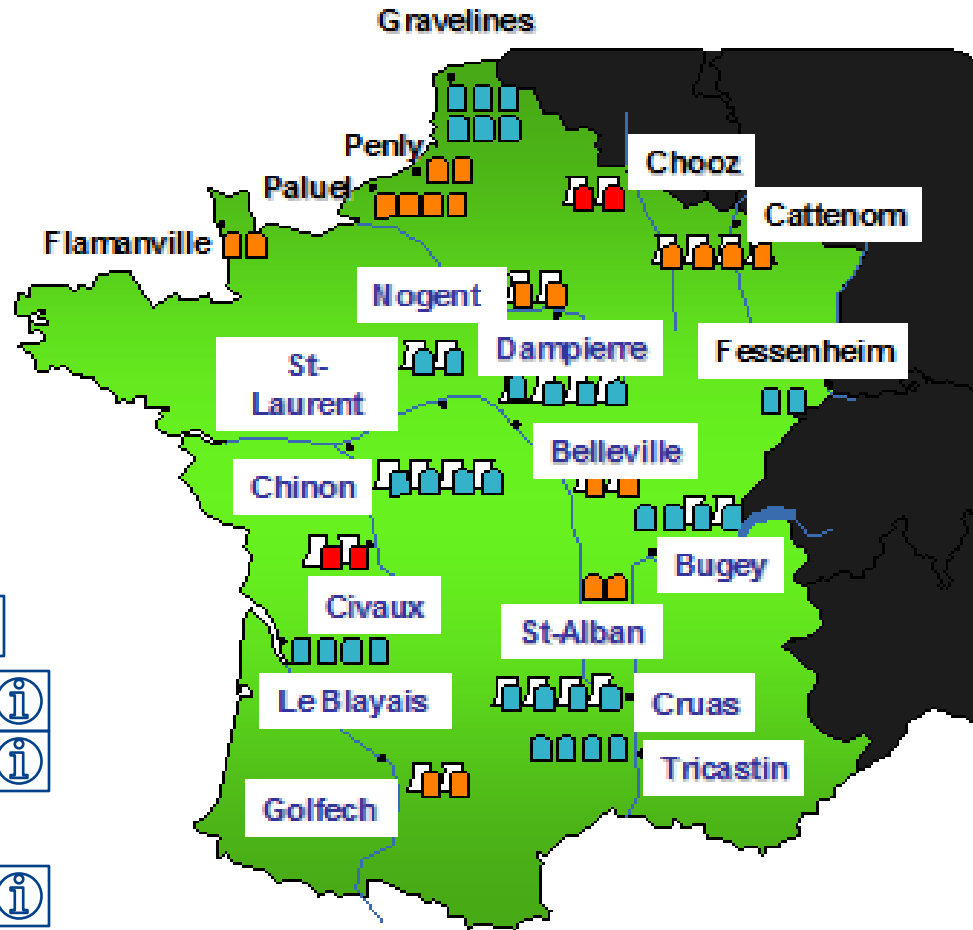 Gravelines
Penly
Chooz
Paluel
Cattenom
Flamanville
Nogent
Dampierre
Fessenheim
St-
Laurent
Belleville
Chinon
Bugey
Civaux
St-Alban
Le Blayais
Cruas
Tricastin
Golfech
i
i
i